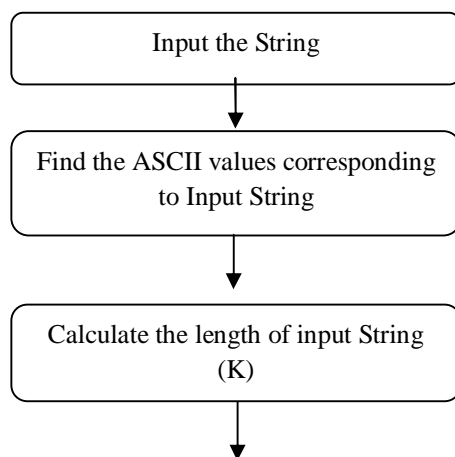 Input the String
Find the ASCII values corresponding
to Input String
Calculate the length of input String
(K)